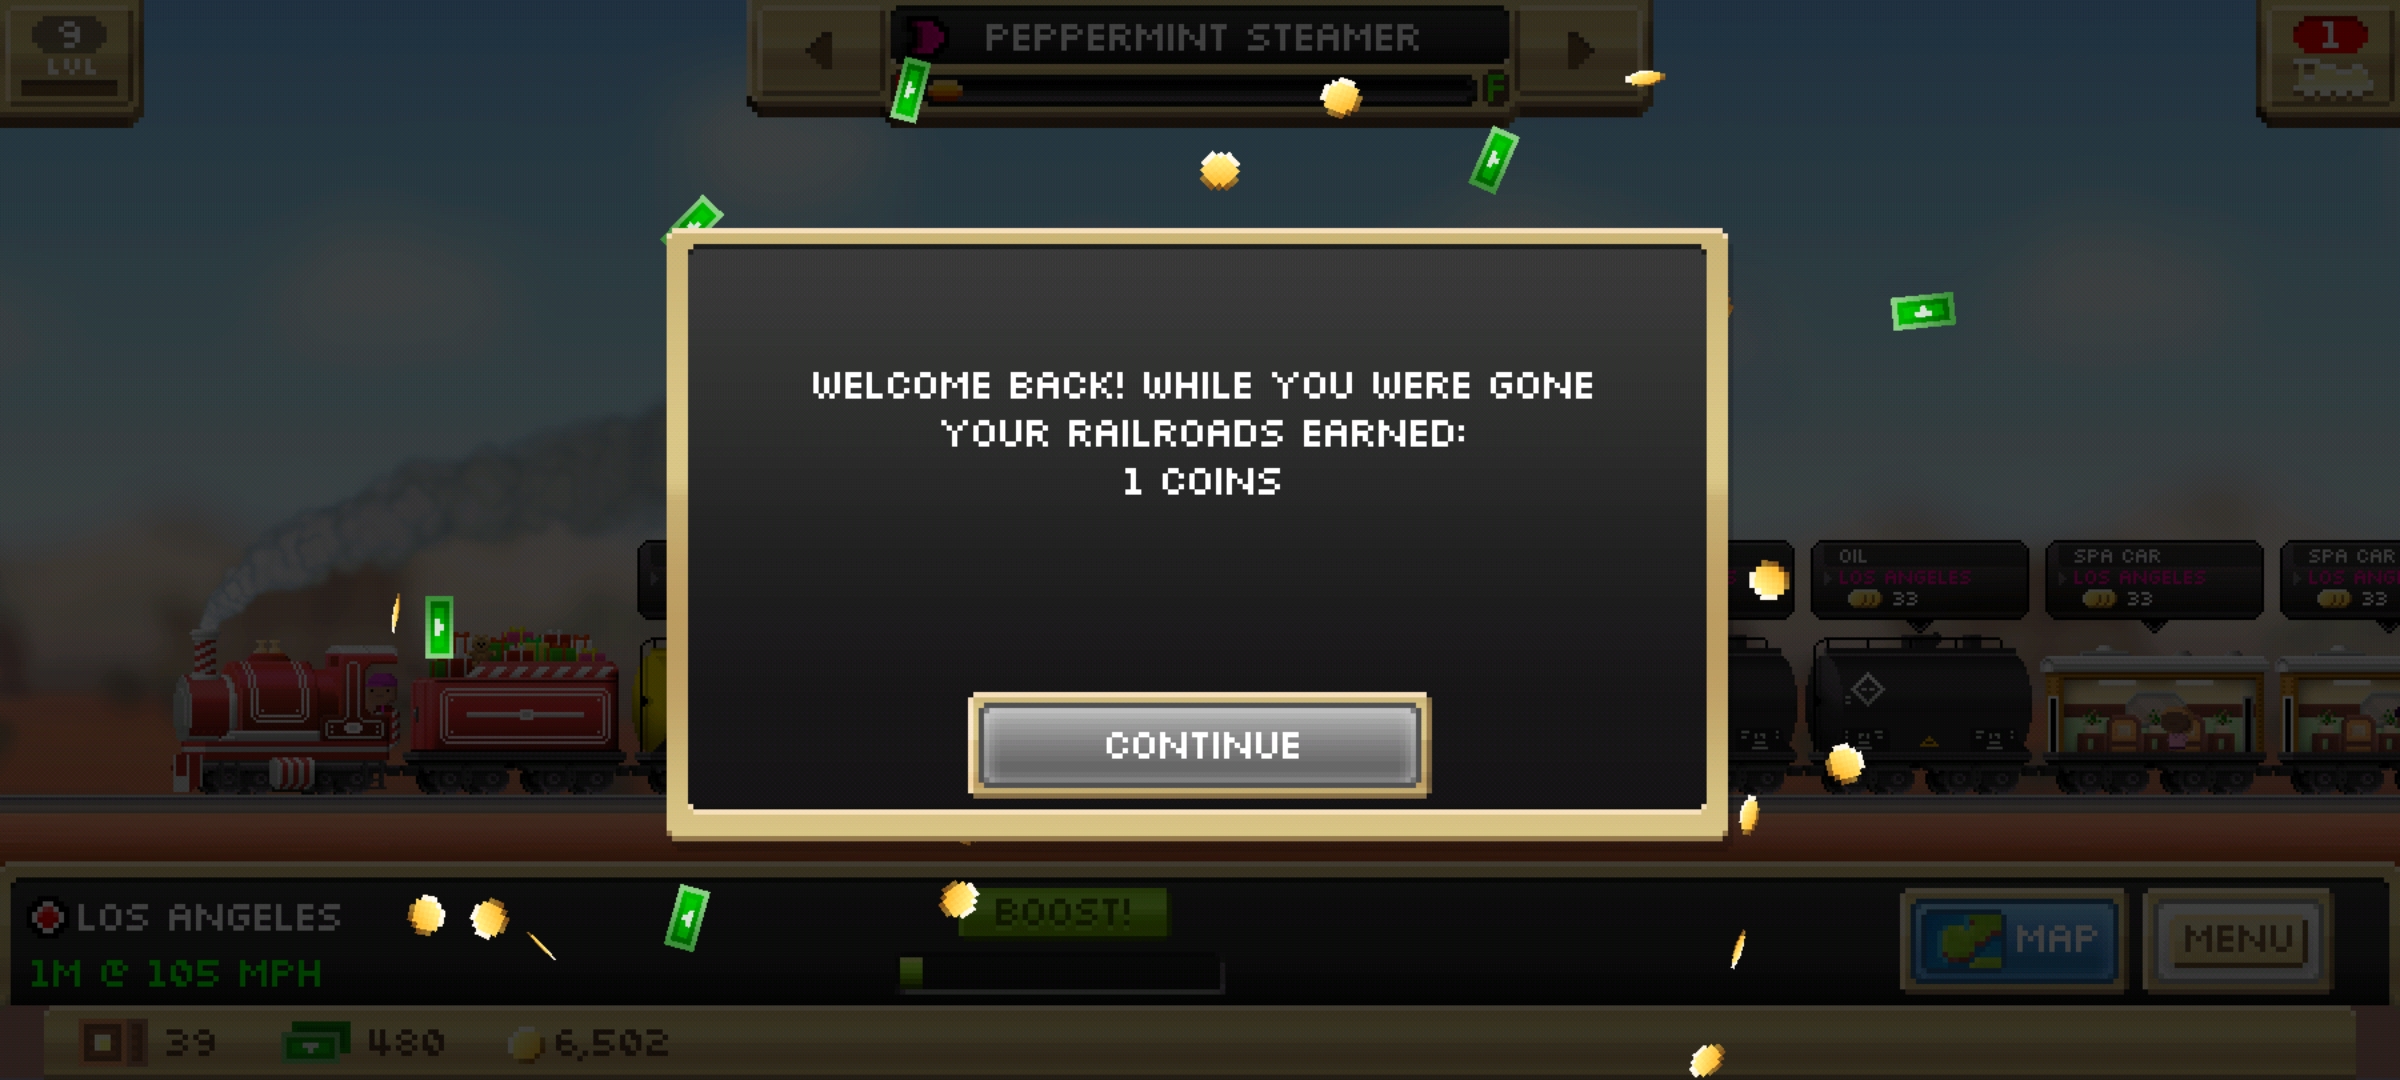 9
LVL
PEPPERMINT STEAMER
F
1
WELCOME BACK! WHILE YOU WERE GONE
YOUR RAILROADS EARNED:
1 COINS
CONTINUE
OIL
LOS ANGELES
33
SPA CAR
LOS ANGELES
33
SPA CAR
LOS ANG
33
LOS ANGELES
1M @ 105 MPH
BOOST!
MAP
MENU
39
480
6,502